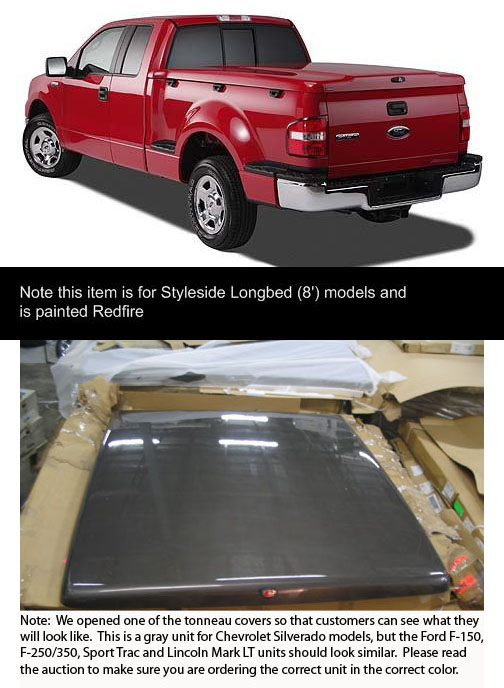 Note this item is for Styleside Longbed (8') models and
is painted Redfire
Note:  We opened one of the tonneau covers so that customers can see what they
will look like.  This is a gray unit for Chevrolet Silverado models, but the Ford F-150,
F-250/350, Sport Trac and Lincoln Mark LT units should look similar.  Please read
the auction to make sure you are ordering the correct unit in the correct color.